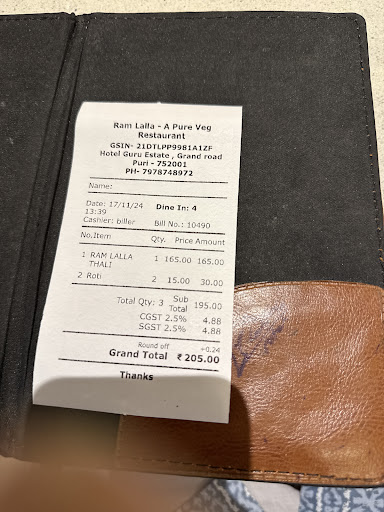 Ram Lalla - A Pure Veg
Restaurant
GSIN- 21DTLPP9981A1ZF
Hotel Guru Estate , Grand road
Puri - 752001
PH- 7978748972
Name:
Date: 17/11/24 Dine In: 4
13:39
Cashier: biller Bill No.: 10490
No.Item Qty. Price Amount
1 RAM LALLA 1 165.00 165.00
THALI
2 Roti 2 15.00 30.00
Total Qty: 3 Sub 195.00
Total
CGST 2.5% 4.88
SGST 2.5% 4.88
Round off +0.24
Grand Total ₹ 205.00
Thanks